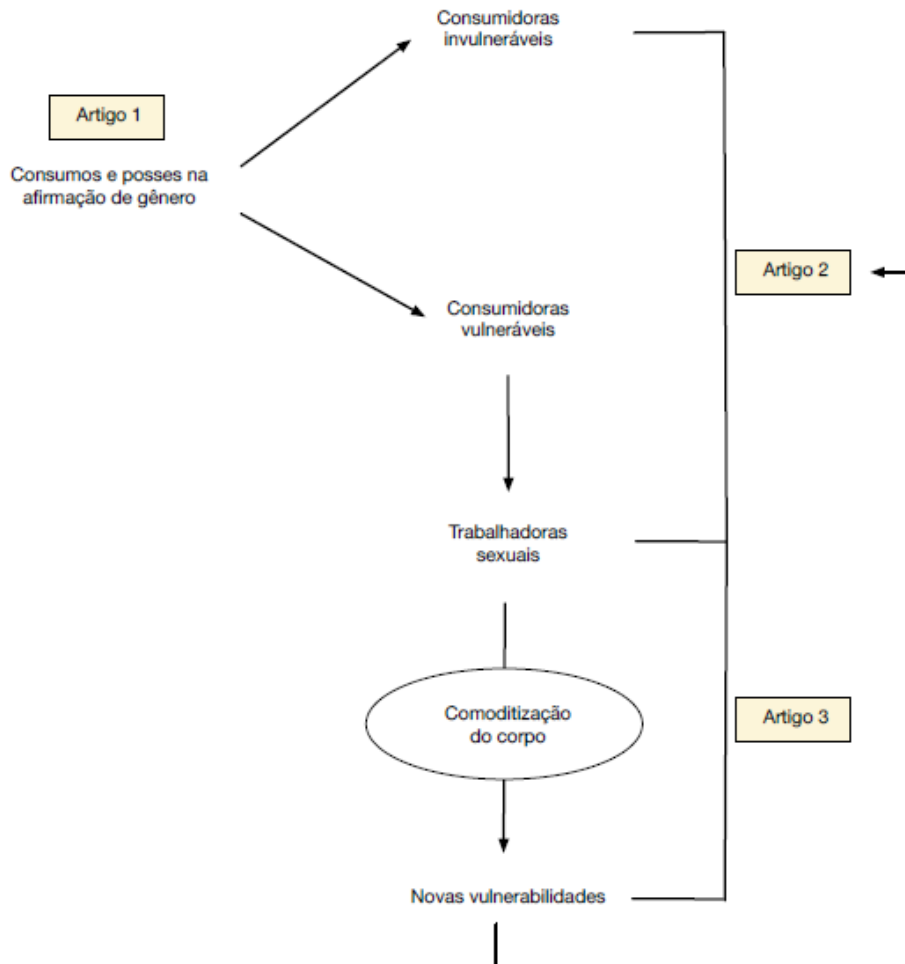 Consumidoras
invulneráveis
Artigo 1
Consumos e posses na
afirmação de gênero
Artigo 2
Consumidoras
vulneráveis
Trabalhadoras
sexuais
Comoditização
do corpo
Artigo 3
Novas vulnerabilidades